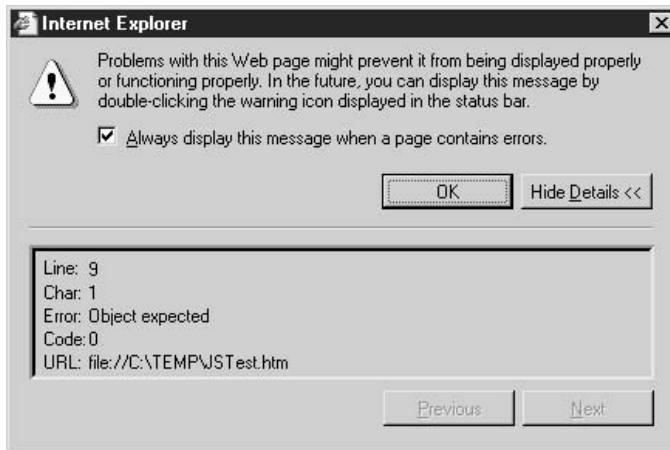 Internet Explorer
Problems with this Web page might prevent it from being displayed properly
or functioning properly. In the future, you can display this message by
double-clicking the warning icon displayed in the status bar.
Always display this message when a page contains errors.
OK
Hide Details <<
Line: 9
Char: 1
Error: Object expected
Code: 0
URL: file://C:\TEMP\JSTest.htm
Previous
Next